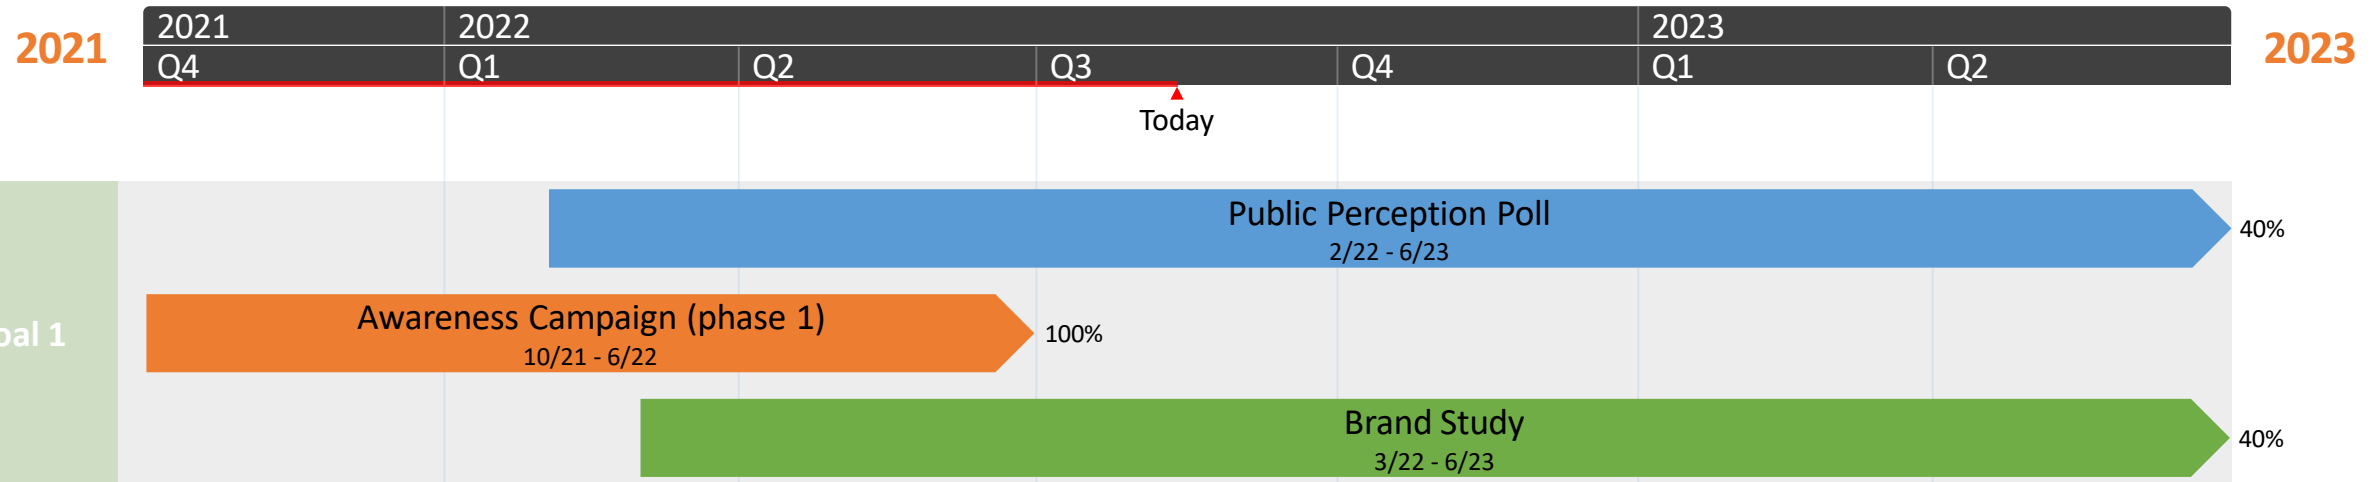 2021
2021 2022 2023
2023
Q4 Q1 Q2 Q3 Q4 Q1 Q2
Today
Public Perception Poll
2/22 - 6/23
40%
Awareness Campaign (phase 1)
10/21 - 6/22
100%
oal 1
Brand Study
3/22 - 6/23
40%